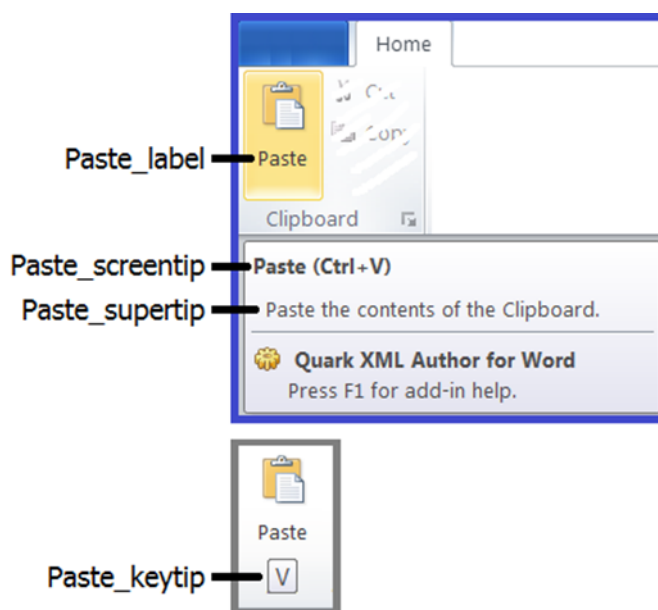 Home
Paste_label
Paste
Clipboard
Paste_screentip
Paste (Ctrl+V)
Paste_supertip
Paste the contents of the Clipboard.
Quark XML Author for Word
Press F1 for add-in help.
Paste
Paste_keytip
V